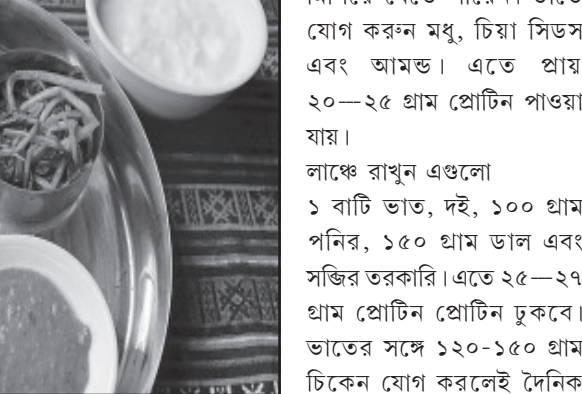 যোগ করুন মধু, চিয়া সিডস
এবং আমন্ড। এতে প্রায়
২০—২৫ গ্রাম প্রোটিন পাওয়া
যায়।
লাঞ্চে রাখুন এগুলো
১ বাটি ভাত, দই, ১০০ গ্রাম
পনির, ১৫০ গ্রাম ডাল এবং
সব্জির তরকারি। এতে ২৫—২৭
গ্রাম প্রোটিন প্রোটিন ঢুকবে।
ভাতের সঙ্গে ১২০-১৫০ গ্রাম
চিকেন যোগ করলেই দৈনিক